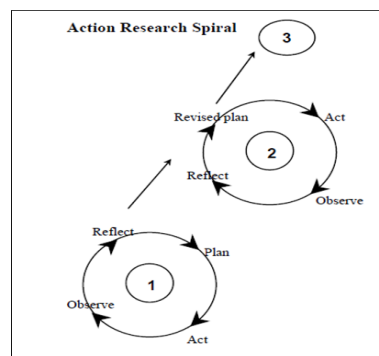 Action Research Spiral
3
Revised plan
Act
2
Reflect
Observe
Reflect
Plan
1
Observe
Act